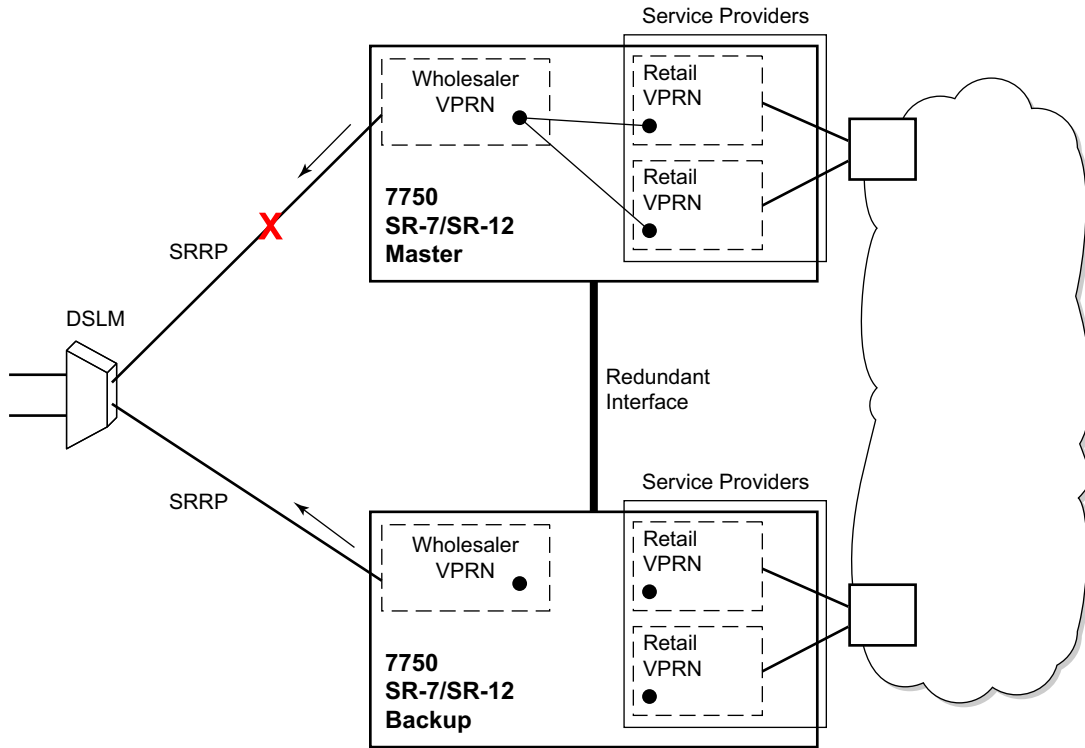 Service Providers
Wholesaler
VPRN
Retail
VPRN
Retail
VPRN
7750
SR-7/SR-12
Master
X
SRRP
DSLM
Redundant
Interface
SRRP
Service Providers
Wholesaler
VPRN
Retail
VPRN
Retail
VPRN
7750
SR-7/SR-12
Backup